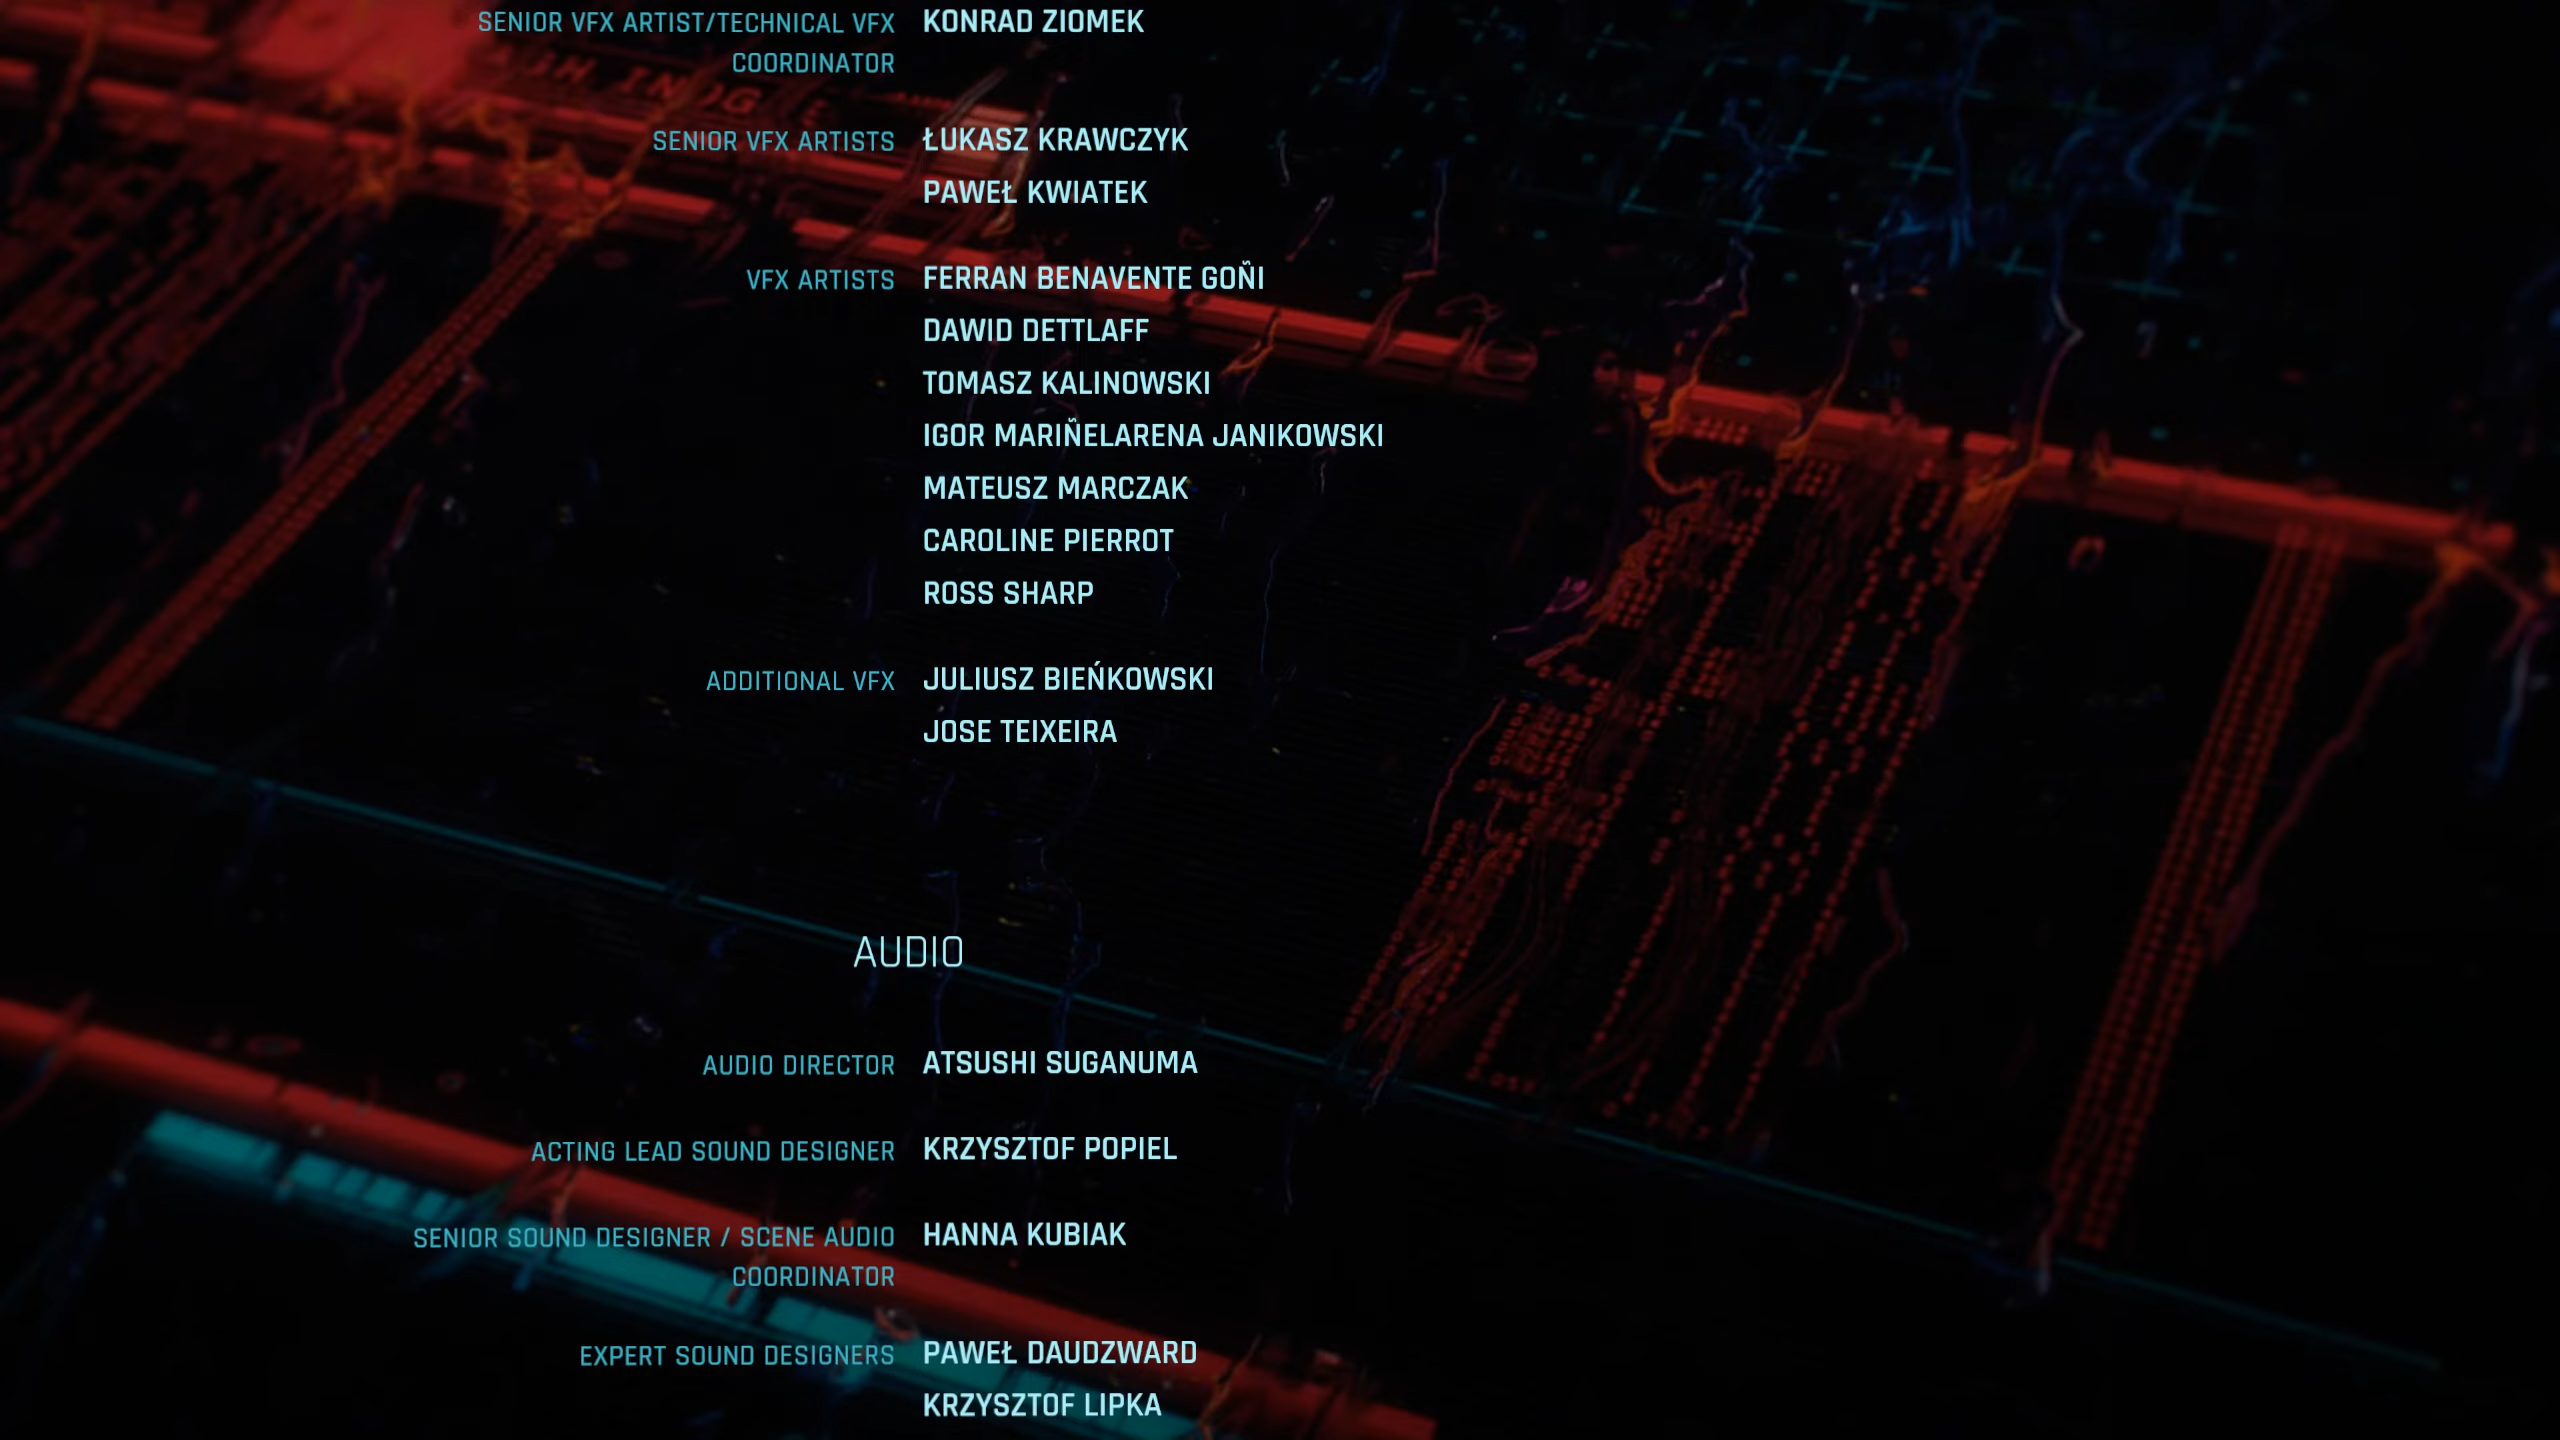 SENIOR VFX ARTIST/TECHNICAL VFX KONRAD ZIOMEK
COORDINATOR
SENIOR VFX ARTISTS ŁUKASZ KRAWCZYK
PAWEŁ KWIATEK
VFX ARTISTS FERRAN BENAVENTE GOÑI
DAWID DETTLAFF
TOMASZ KALINOWSKI
IGOR MARIÑELARENA JANIKOWSKI
MATEUSZ MARCZAK
CAROLINE PIERROT
ROSS SHARP
ADDITIONAL VFX JULIUSZ BIEŃKOWSKI
JOSE TEIXEIRA
AUDIO
AUDIO DIRECTOR ATSUSHI SUGANUMA
ACTING LEAD SOUND DESIGNER KRZYSZTOF POPIEL
SENIOR SOUND DESIGNER / SCENE AUDIO HANNA KUBIAK
COORDINATOR
EXPERT SOUND DESIGNERS PAWEŁ DAUDZWARD
KRZYSZTOF LIPKA